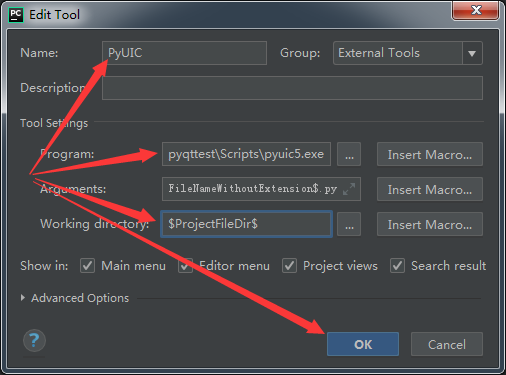 PC Edit Tool
Name: PyUIC Group: External Tools
Description:
Tool Settings
Program: pyqttest\Scripts\pyuic5.exe ... Insert Macro...
Arguments: FileNameWithoutExtension$.py Insert Macro...
Working directory: $ProjectFileDir$ ... Insert Macro...
Show in: Main menu Editor menu Project views Search result
Advanced Options
? OK Cancel